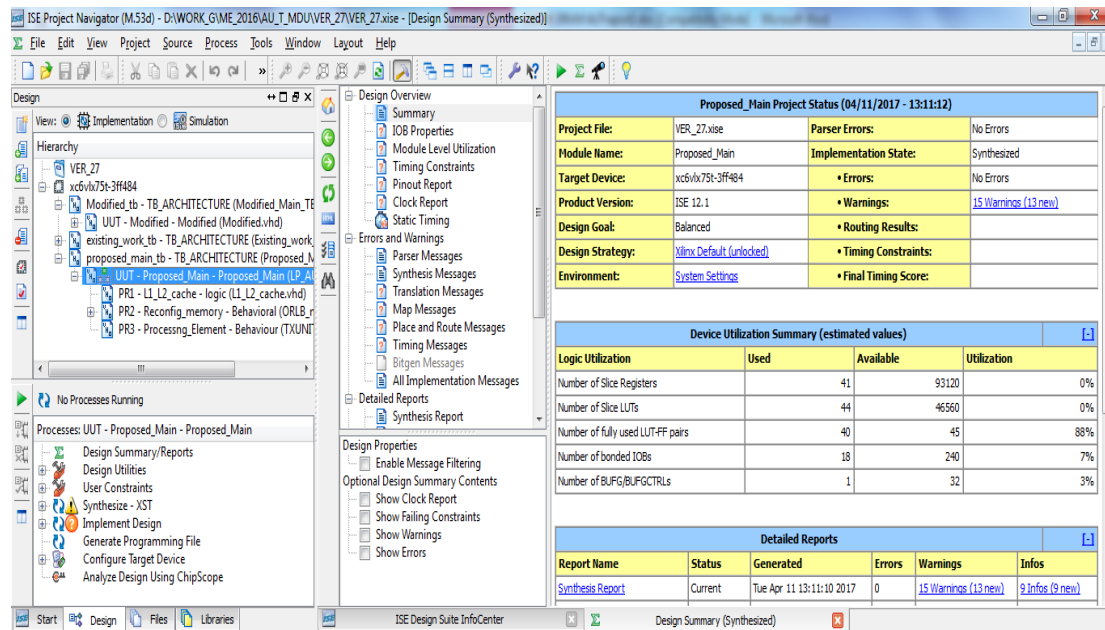 ISE Project Navigator (M.53d) - D:\WORK_G\ME_2016\AU_T_MDU\VER_27\VER_27.xise - [Design Summary (Synthesized)]
File Edit View Project Source Process Tools Window Layout Help
Design
View: Implementation Simulation
Hierarchy
VER_27
xc6vlx75t-3ff484
Modified_tb - TB_ARCHITECTURE (Modified_Main_TE
UUT - Modified - Modified (Modified.vhd)
existing_work_tb - TB_ARCHITECTURE (Existing_work_
proposed_main_tb - TB_ARCHITECTURE (Proposed_M
UUT - Proposed_Main - Proposed_Main (LP_AU
PR1 - L1_L2_cache - logic (L1_L2_cache.vhd)
PR2 - Reconfig_memory - Behavioral (ORLB_r
PR3 - Processng_Element - Behaviour (TXUNIT
No Processes Running
Processes: UUT - Proposed_Main - Proposed_Main
Design Summary/Reports
Design Utilities
User Constraints
Synthesize - XST
Implement Design
Generate Programming File
Configure Target Device
Analyze Design Using ChipScope
Start Design Files Libraries
Design Overview
Summary
IOB Properties
Module Level Utilization
Timing Constraints
Pinout Report
Clock Report
Static Timing
Errors and Warnings
Parser Messages
Synthesis Messages
Translation Messages
Map Messages
Place and Route Messages
Timing Messages
Bitgen Messages
All Implementation Messages
Detailed Reports
Synthesis Report
Design Properties
Enable Message Filtering
Optional Design Summary Contents
Show Clock Report
Show Failing Constraints
Show Warnings
Show Errors
Proposed_Main Project Status (04/11/2017 - 13:11:12)
Project File: VER_27.xise Parser Errors: No Errors
Module Name: Proposed_Main Implementation State: Synthesized
Target Device: xc6vlx75t-3ff484 • Errors: No Errors
Product Version: ISE 12.1 • Warnings: 15 Warnings (13 new)
Design Goal: Balanced • Routing Results:
Design Strategy: Xilinx Default (unlocked) • Timing Constraints:
Environment: System Settings • Final Timing Score:
Device Utilization Summary (estimated values) [-]
Logic Utilization Used Available Utilization
Number of Slice Registers 41 93120 0%
Number of Slice LUTs 44 46560 0%
Number of fully used LUT-FF pairs 40 45 88%
Number of bonded IOBs 18 240 7%
Number of BUFG/BUFGCTRLs 1 32 3%
Detailed Reports [-]
Report Name Status Generated Errors Warnings Infos
Synthesis Report Current Tue Apr 11 13:11:10 2017 0 15 Warnings (13 new) 9 Infos (9 new)
ISE Design Suite InfoCenter Design Summary (Synthesized)